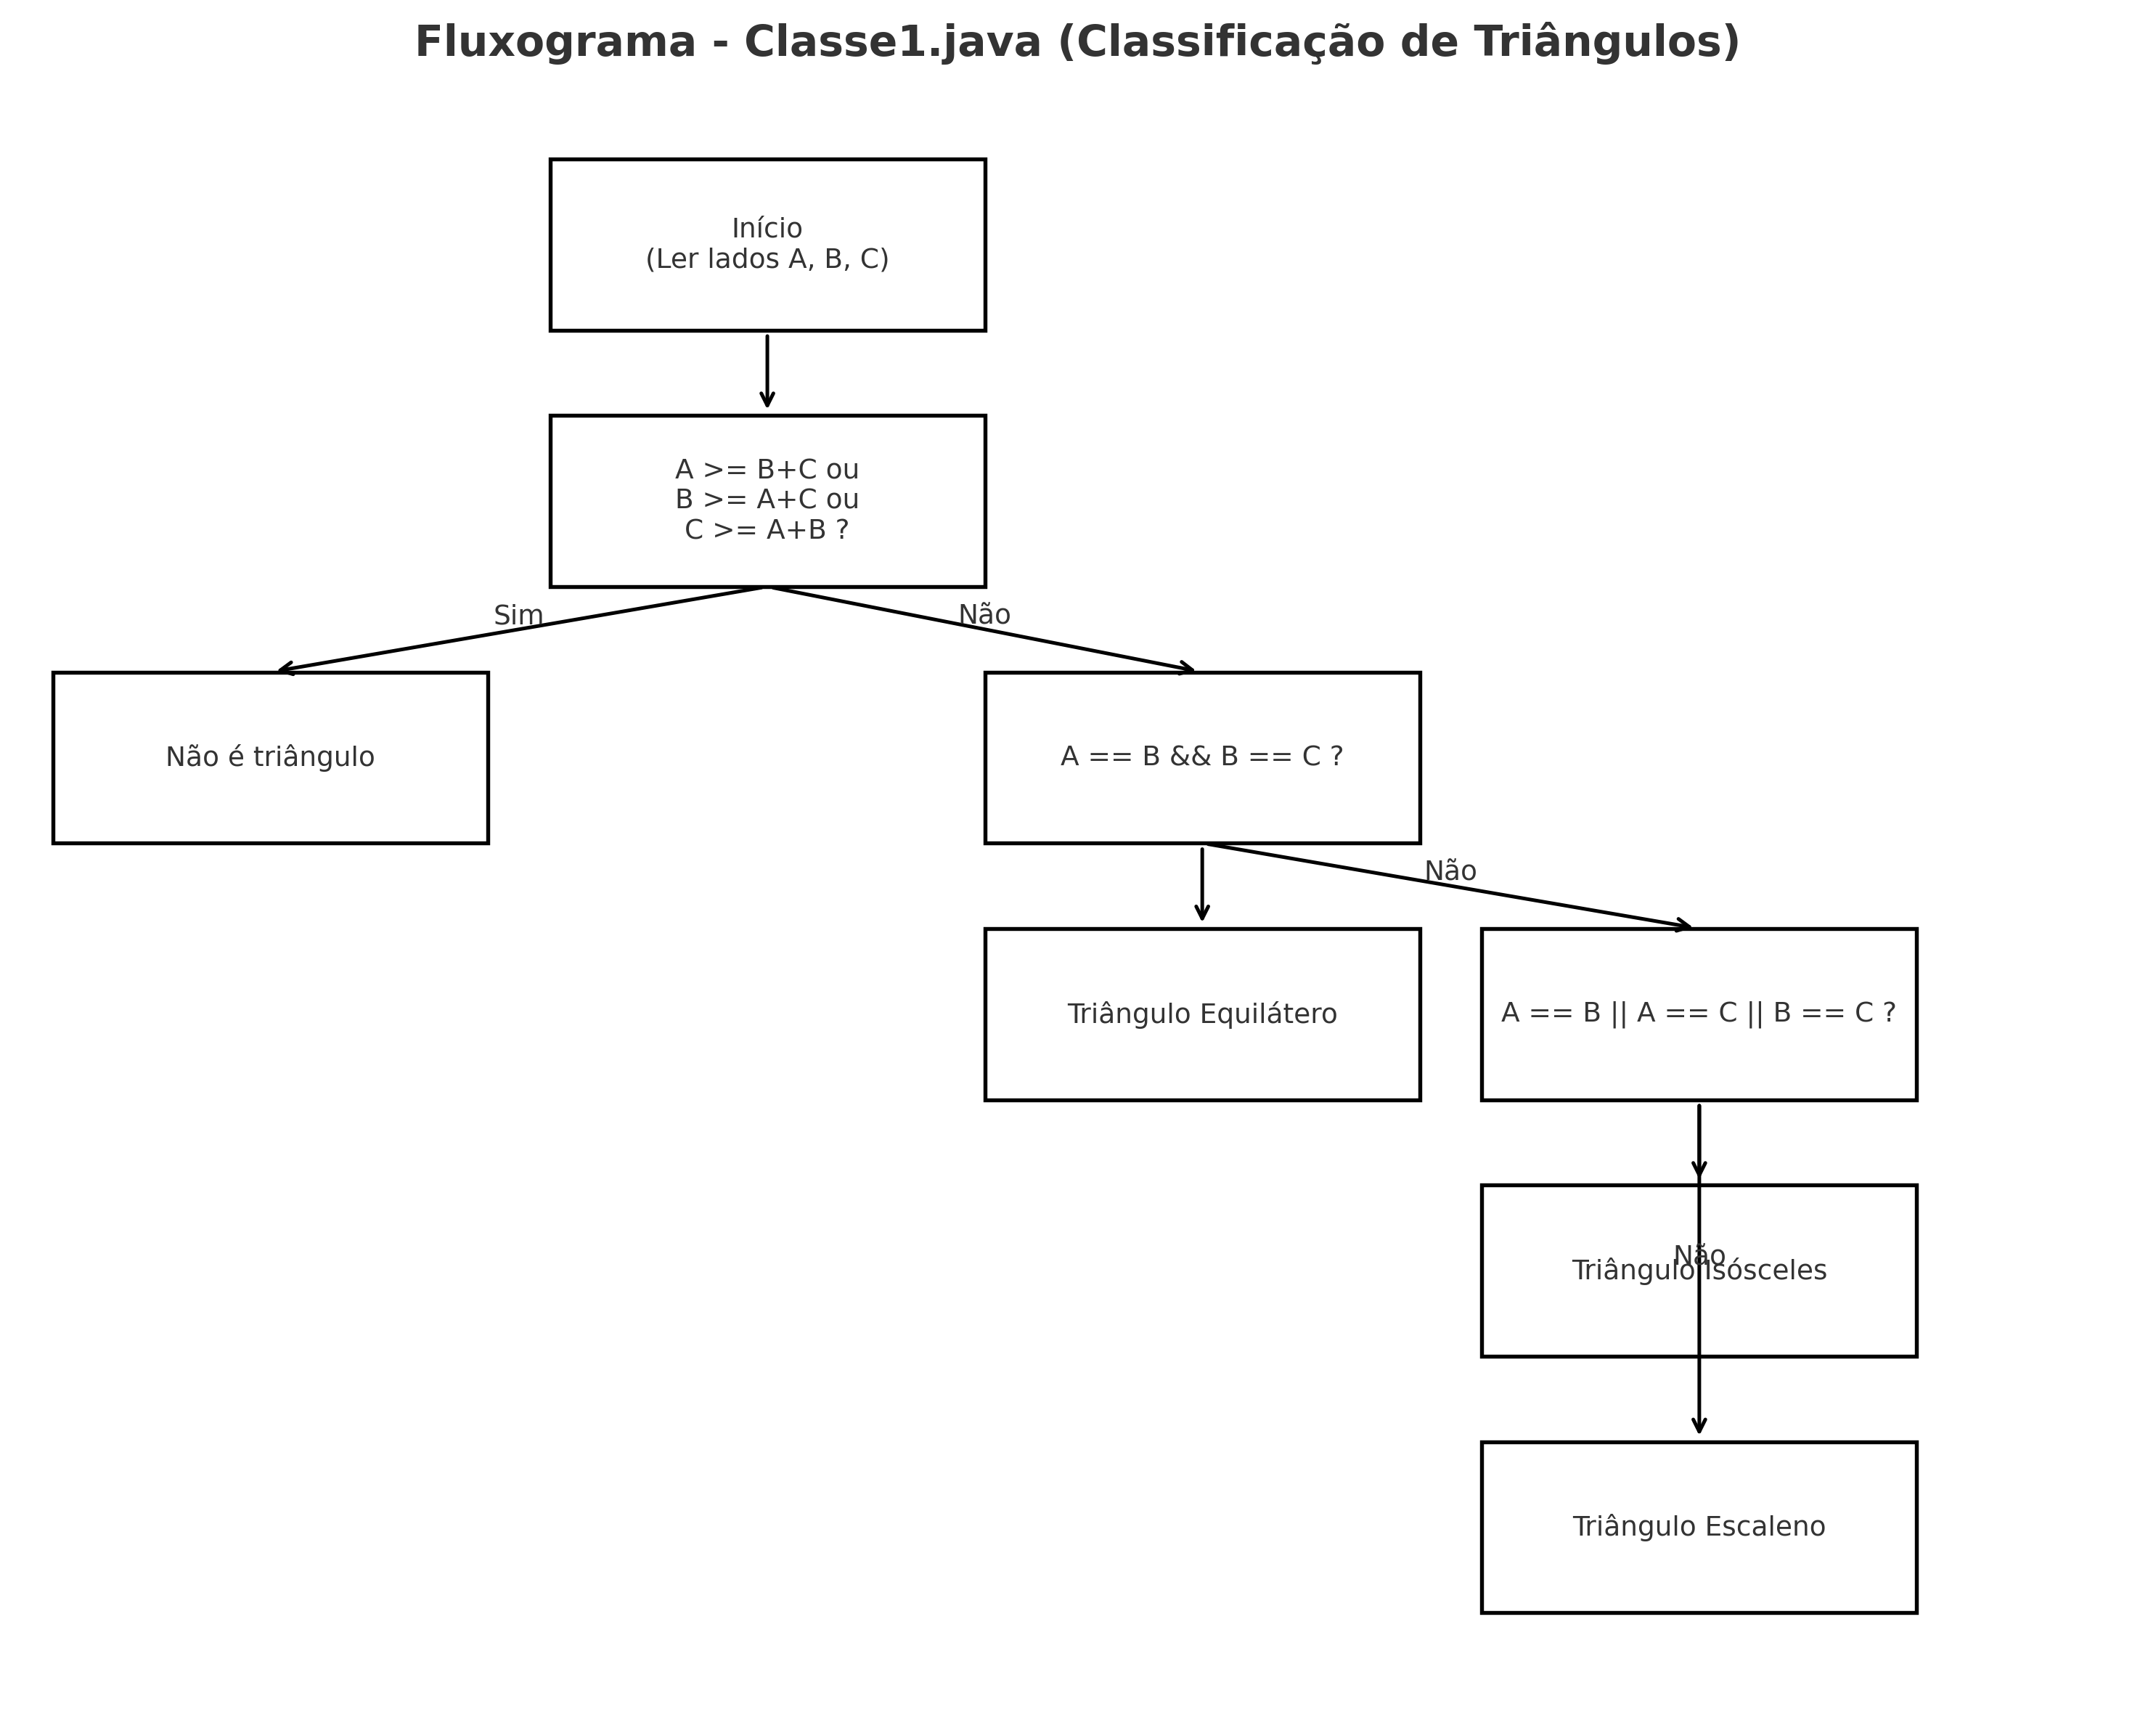 Fluxograma - Classe1.java (Classificação de Triângulos)
Início
(Ler lados A, B, C)
A >= B+C ou
B >= A+C ou
C >= A+B ?
Sim
Não
Não é triângulo
A == B && B == C ?
Não
Triângulo Equilátero
A == B || A == C || B == C ?
Não
Triângulo Isósceles
Triângulo Escaleno